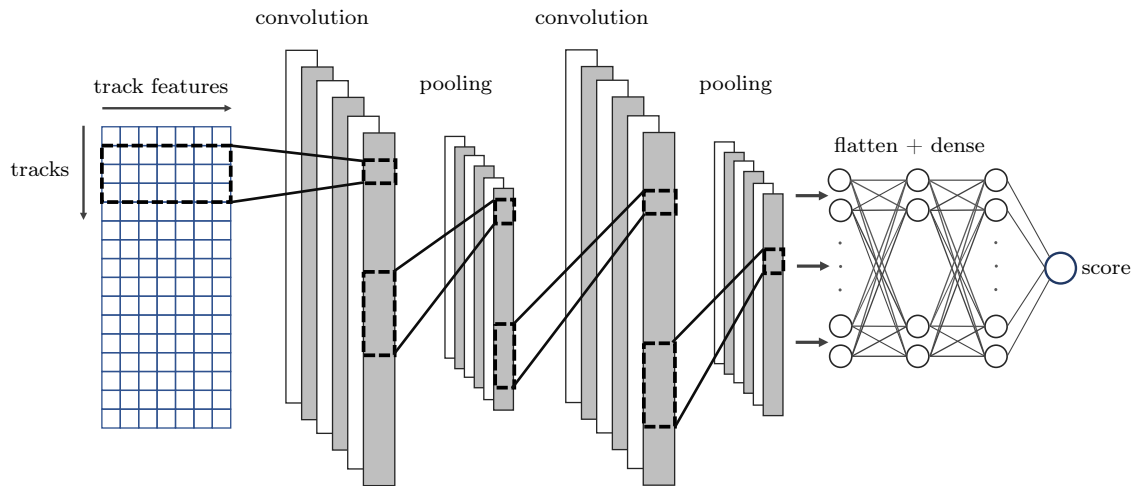 convolution
convolution
track features
pooling
pooling
tracks
flatten + dense
score